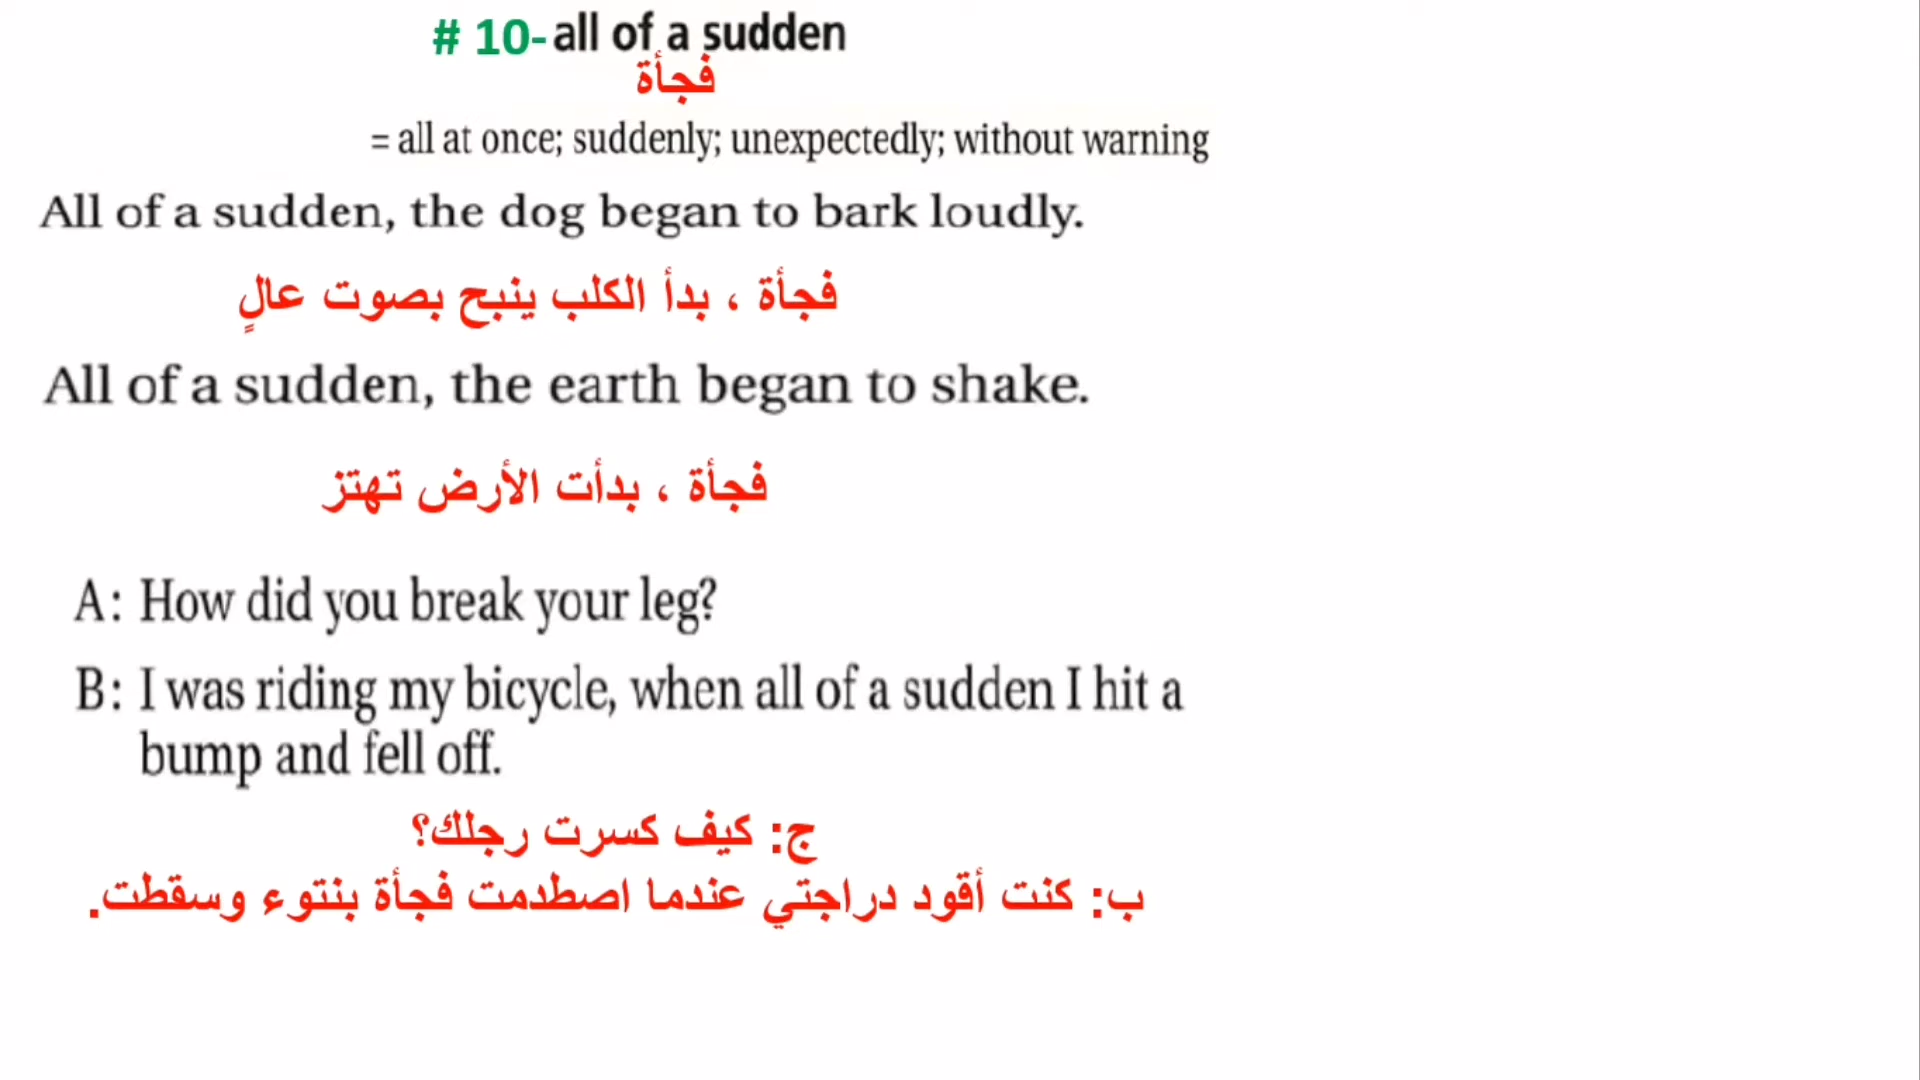 # 10- all of a sudden
فجأة
= all at once; suddenly; unexpectedly; without warning
All of a sudden, the dog began to bark loudly.
فجأة ، بدأ الكلب ينبح بصوت عالٍ
All of a sudden, the earth began to shake.
فجأة ، بدأت الأرض تهتز
A: How did you break your leg?
B: I was riding my bicycle, when all of a sudden I hit a
bump and fell off.
ج: كيف كسرت رجلك؟
ب: كنت أقود دراجتي عندما اصطدمت فجأة بنتوء وسقطت.